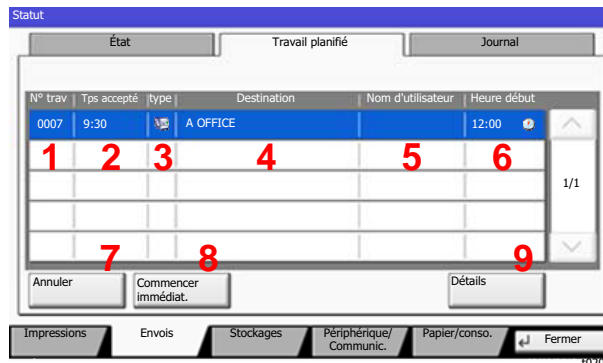 Statut
État Travail planifié Journal
N° trav Tps accepté type Destination Nom d'utilisateur Heure début
0007 9:30 A OFFICE 12:00
1 2 3 4 5 6
1/1
7 8 9
Annuler Commencer immédiat. Détails
Impressions Envois Stockages Périphérique/ Communic. Papier/conso. Fermer